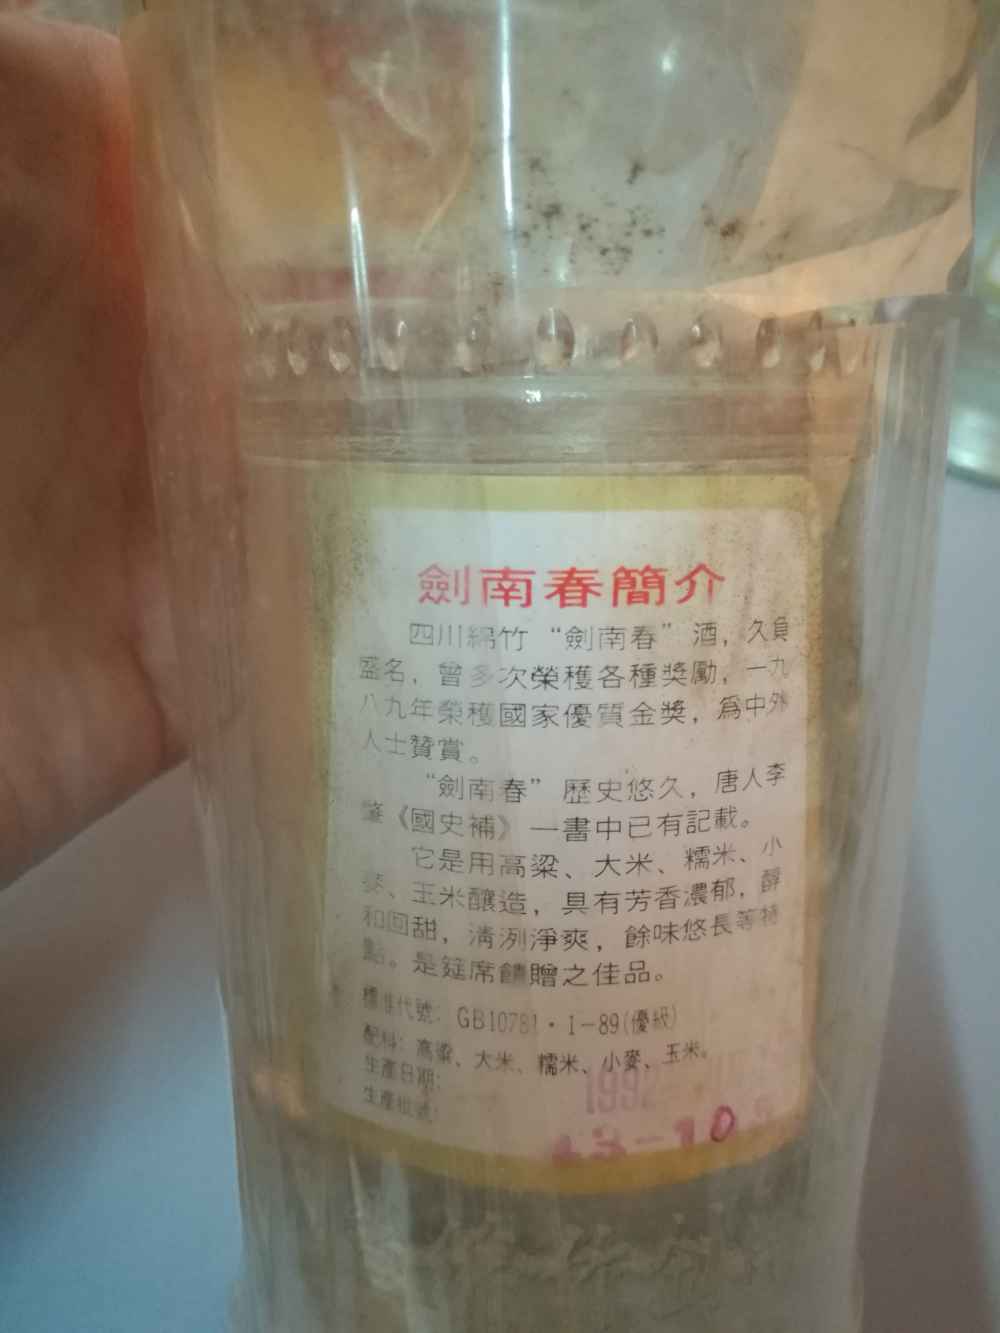 劍南春簡介
四川綿竹“劍南春”酒，久負
盛名，曾多次榮獲各種獎勵，一九
八九年榮穫國家優質金獎，爲中外
人士贊賞。
“劍南春”歷史悠久，唐人李
肇《國史補》一書中已有記載。
它是用高粱、大米、糯米、小
麥、玉米釀造，具有芳香濃郁，醇
和回甜，清洌淨爽，餘味悠長等特
點。是筵席餽贈之佳品。
標準代號：GB10781·1-89(優級)
配料：高粱、大米、糯米、小麥、玉米。
生產日期：
生產批號：
-10